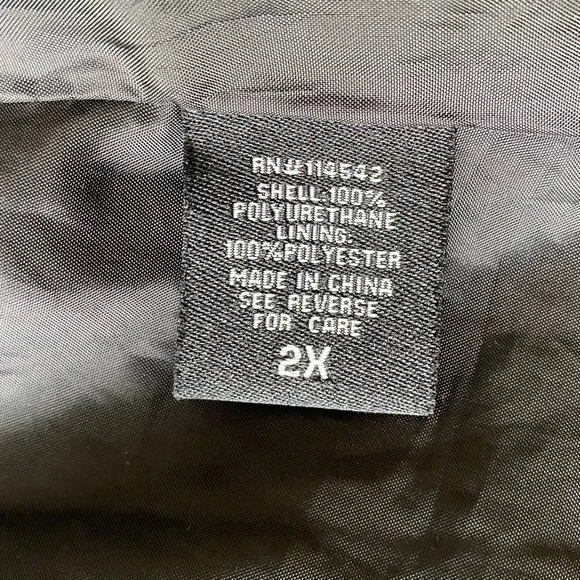 RN#114542
SHELL:100%
POLYURETHANE
LINING:
100%POLYESTER
MADE IN CHINA
SEE REVERSE
FOR CARE
2X